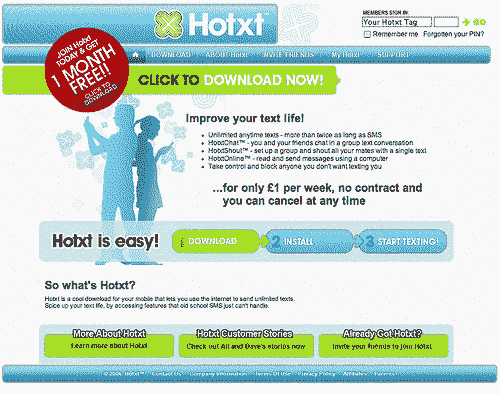 Hotxt™
MEMBERS SIGN IN:
Your Hotxt Tag
GO
Remember me Forgotten your PIN?
DOWNLOAD ABOUT Hotxt INVITE FRIENDS My Hotxt SUPPORT
JOIN Hotxt
TODAY & GET
1 MONTH
FREE!!
CLICK TO
DOWNLOAD
CLICK TO DOWNLOAD NOW!
Improve your text life!
Unlimited anytime texts - more than twice as long as SMS
HotxtChat™ - you and your friends chat in a group text conversation
HotxtShout™ - set up a group and shout all your mates with a single text
HotxtOnline™ - read and send messages using a computer
Take control and block anyone you don't want texting you
...for only £1 per week, no contract and
you can cancel at any time
Hotxt is easy!
1 DOWNLOAD
2 INSTALL
3 START TEXTING!
So what's Hotxt?
Hotxt is a cool download for your mobile that lets you use the internet to send unlimited texts.
Spice up your text life, by accessing features that old school SMS just can't handle.
More About Hotxt
Learn more about Hotxt
Hotxt Customer Stories
Check out Ali and Dave's stories now
Already Got Hotxt?
Invite your friends to join Hotxt
© 2006 Hotxt™ Contact Us Company Information Terms Of Use Privacy Policy Affiliates Parents